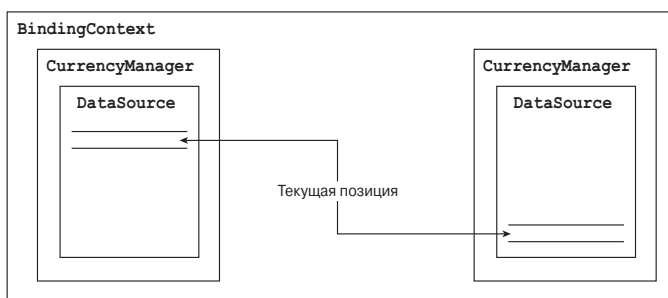 BindingContext
CurrencyManager
DataSource
CurrencyManager
DataSource
Текущая позиция